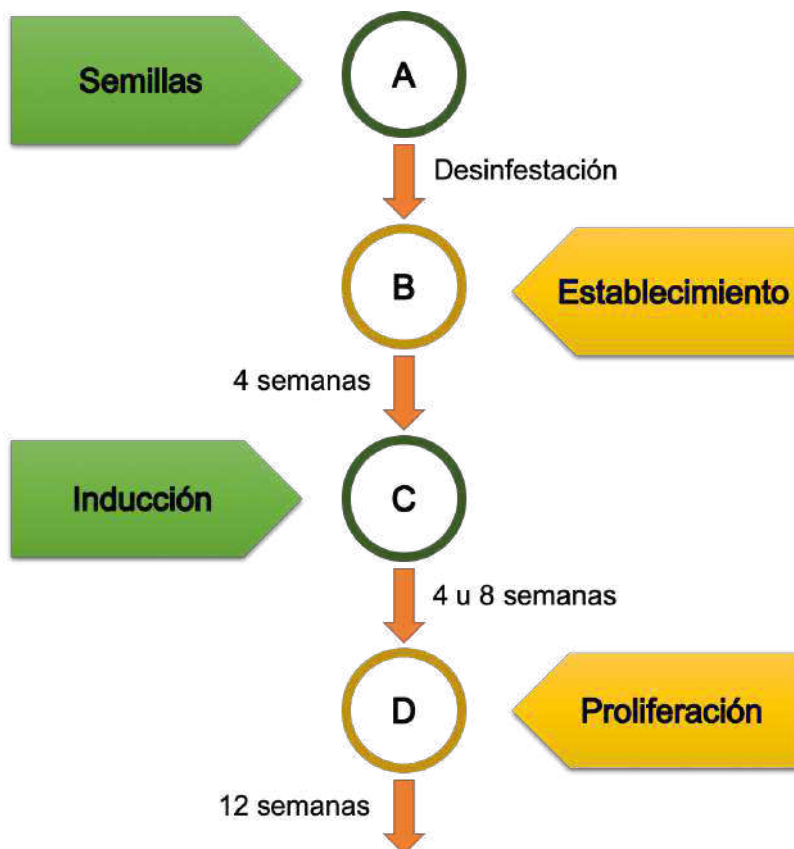 Semillas
A
Desinfestación
B
Establecimiento
4 semanas
Inducción
C
4 u 8 semanas
D
Proliferación
12 semanas